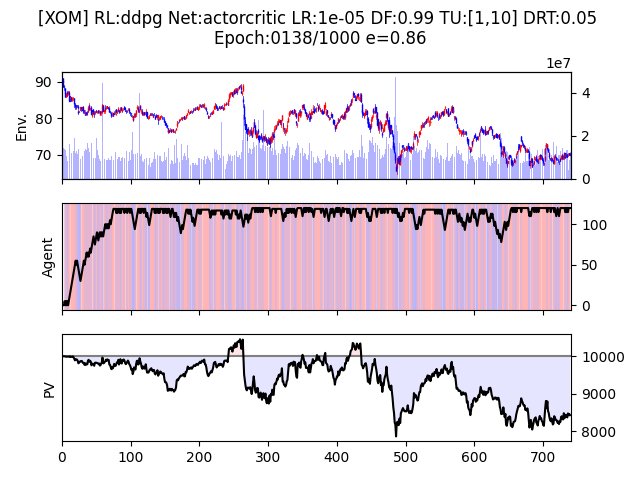 [XOM] RL:ddpg Net:actorcritic LR:1e-05 DF:0.99 TU:[1,10] DRT:0.05
Epoch:0138/1000 e=0.86
1e7
Env.
90
80
70
4
2
0
Agent
100
50
0
PV
10000
9000
8000
0 100 200 300 400 500 600 700